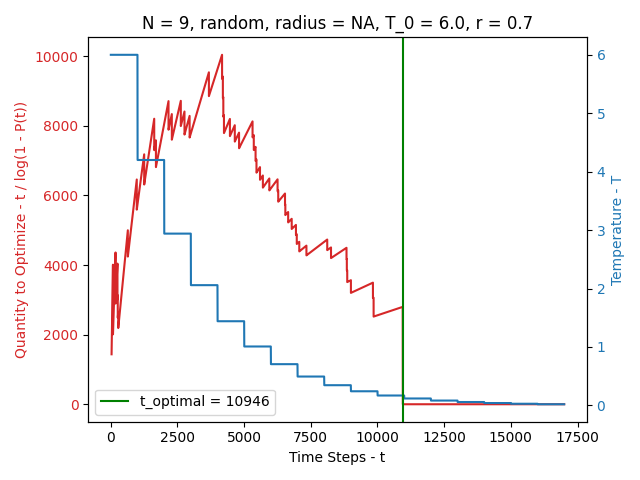 N = 9, random, radius = NA, T_0 = 6.0, r = 0.7
Quantity to Optimize - t / log(1 - P(t))
10000
8000
6000
4000
2000
0
Temperature - T
6
5
4
3
2
1
0
t_optimal = 10946
0 2500 5000 7500 10000 12500 15000 17500
Time Steps - t